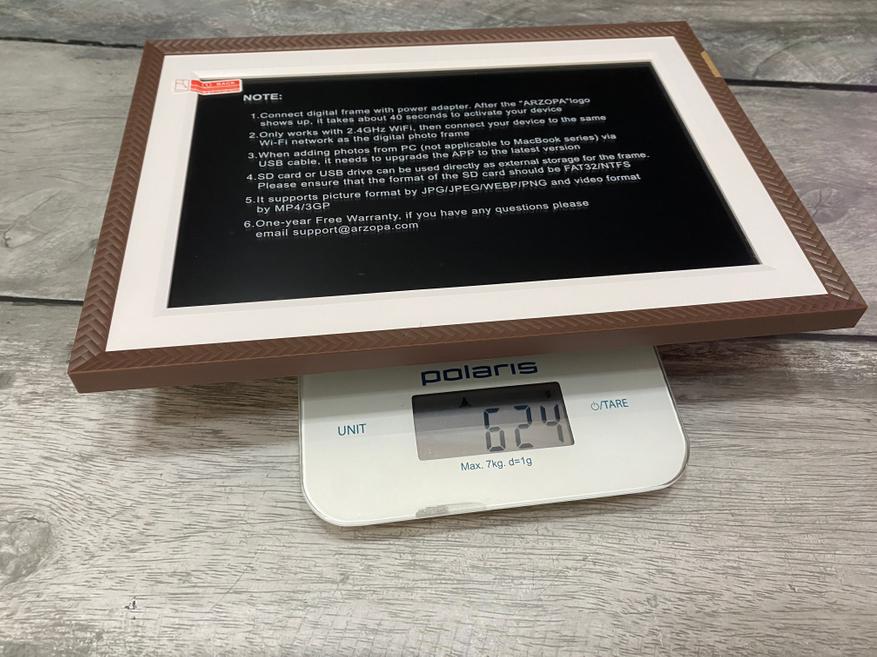 NOTE:
1.Connect digital frame with power adapter. After the "ARZOPA"logo
shows up, it takes about 40 seconds to activate your device
2.Only works with 2.4GHz WiFi, then connect your device to the same
Wi-Fi network as the digital photo frame
3.When adding photos from PC (not applicable to MacBook series) via
USB cable, it needs to upgrade the APP to the latest version
4.SD card or USB drive can be used directly as external storage for the frame.
Please ensure that the format of the SD card should be FAT32/NTFS
5.It supports picture format by JPG/JPEG/WEBP/PNG and video format
by MP4/3GP
6.One-year Free Warranty, if you have any questions please
email support@arzopa.com
polaris
UNIT
624
/TARE
Max. 7kg. d=1g